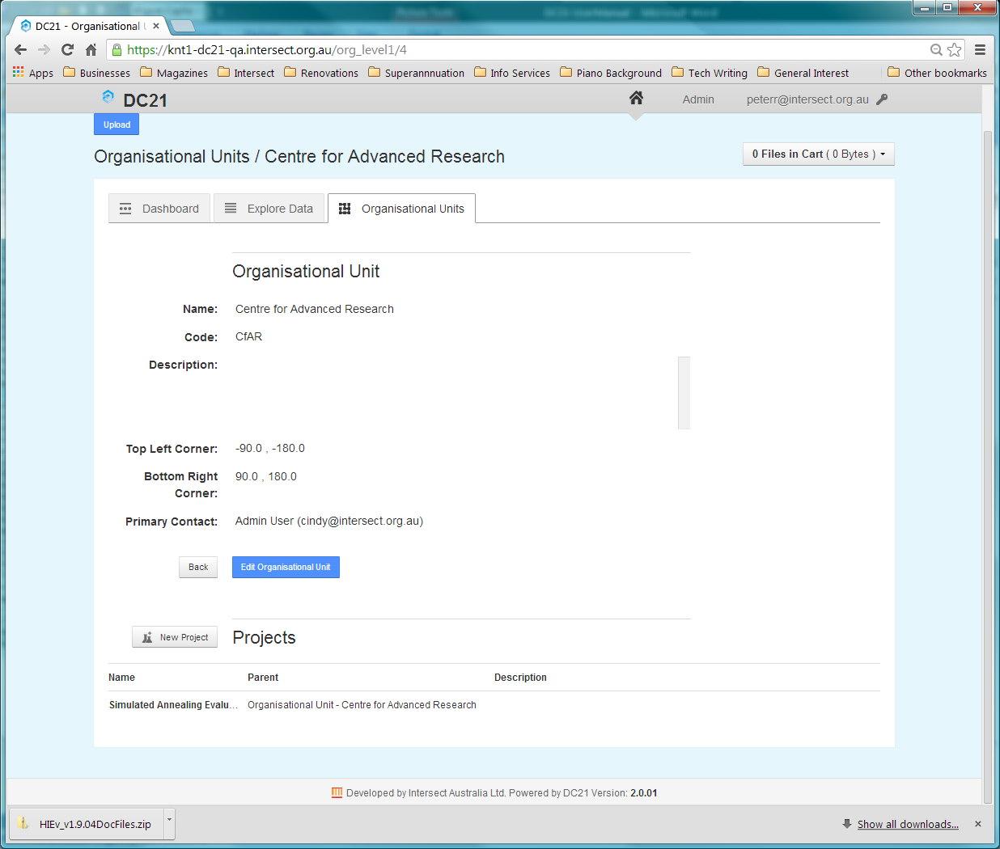 DC21 - Organisational U
https://knt1-dc21-qa.intersect.org.au/org_level1/4
Apps Businesses Magazines Intersect Renovations Superannnuation Info Services Piano Background Tech Writing General Interest Other bookmarks
DC21 Admin peterr@intersect.org.au
Upload
Organisational Units / Centre for Advanced Research 0 Files in Cart ( 0 Bytes )
Dashboard Explore Data Organisational Units
Organisational Unit
Name: Centre for Advanced Research
Code: CfAR
Description:
Top Left Corner: -90.0 , -180.0
Bottom Right Corner: 90.0 , 180.0
Primary Contact: Admin User (cindy@intersect.org.au)
Back Edit Organisational Unit
New Project Projects
Name Parent Description
Simulated Annealing Evalu... Organisational Unit - Centre for Advanced Research
Developed by Intersect Australia Ltd. Powered by DC21 Version: 2.0.01
HIEv_v1.9.04DocFiles.zip Show all downloads...